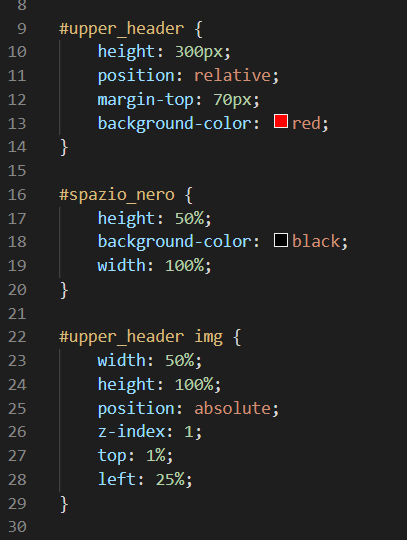 8
9 #upper_header {
10     height: 300px;
11     position: relative;
12     margin-top: 70px;
13     background-color: red;
14 }
15
16 #spazio_nero {
17     height: 50%;
18     background-color: black;
19     width: 100%;
20 }
21
22 #upper_header img {
23     width: 50%;
24     height: 100%;
25     position: absolute;
26     z-index: 1;
27     top: 1%;
28     left: 25%;
29 }
30